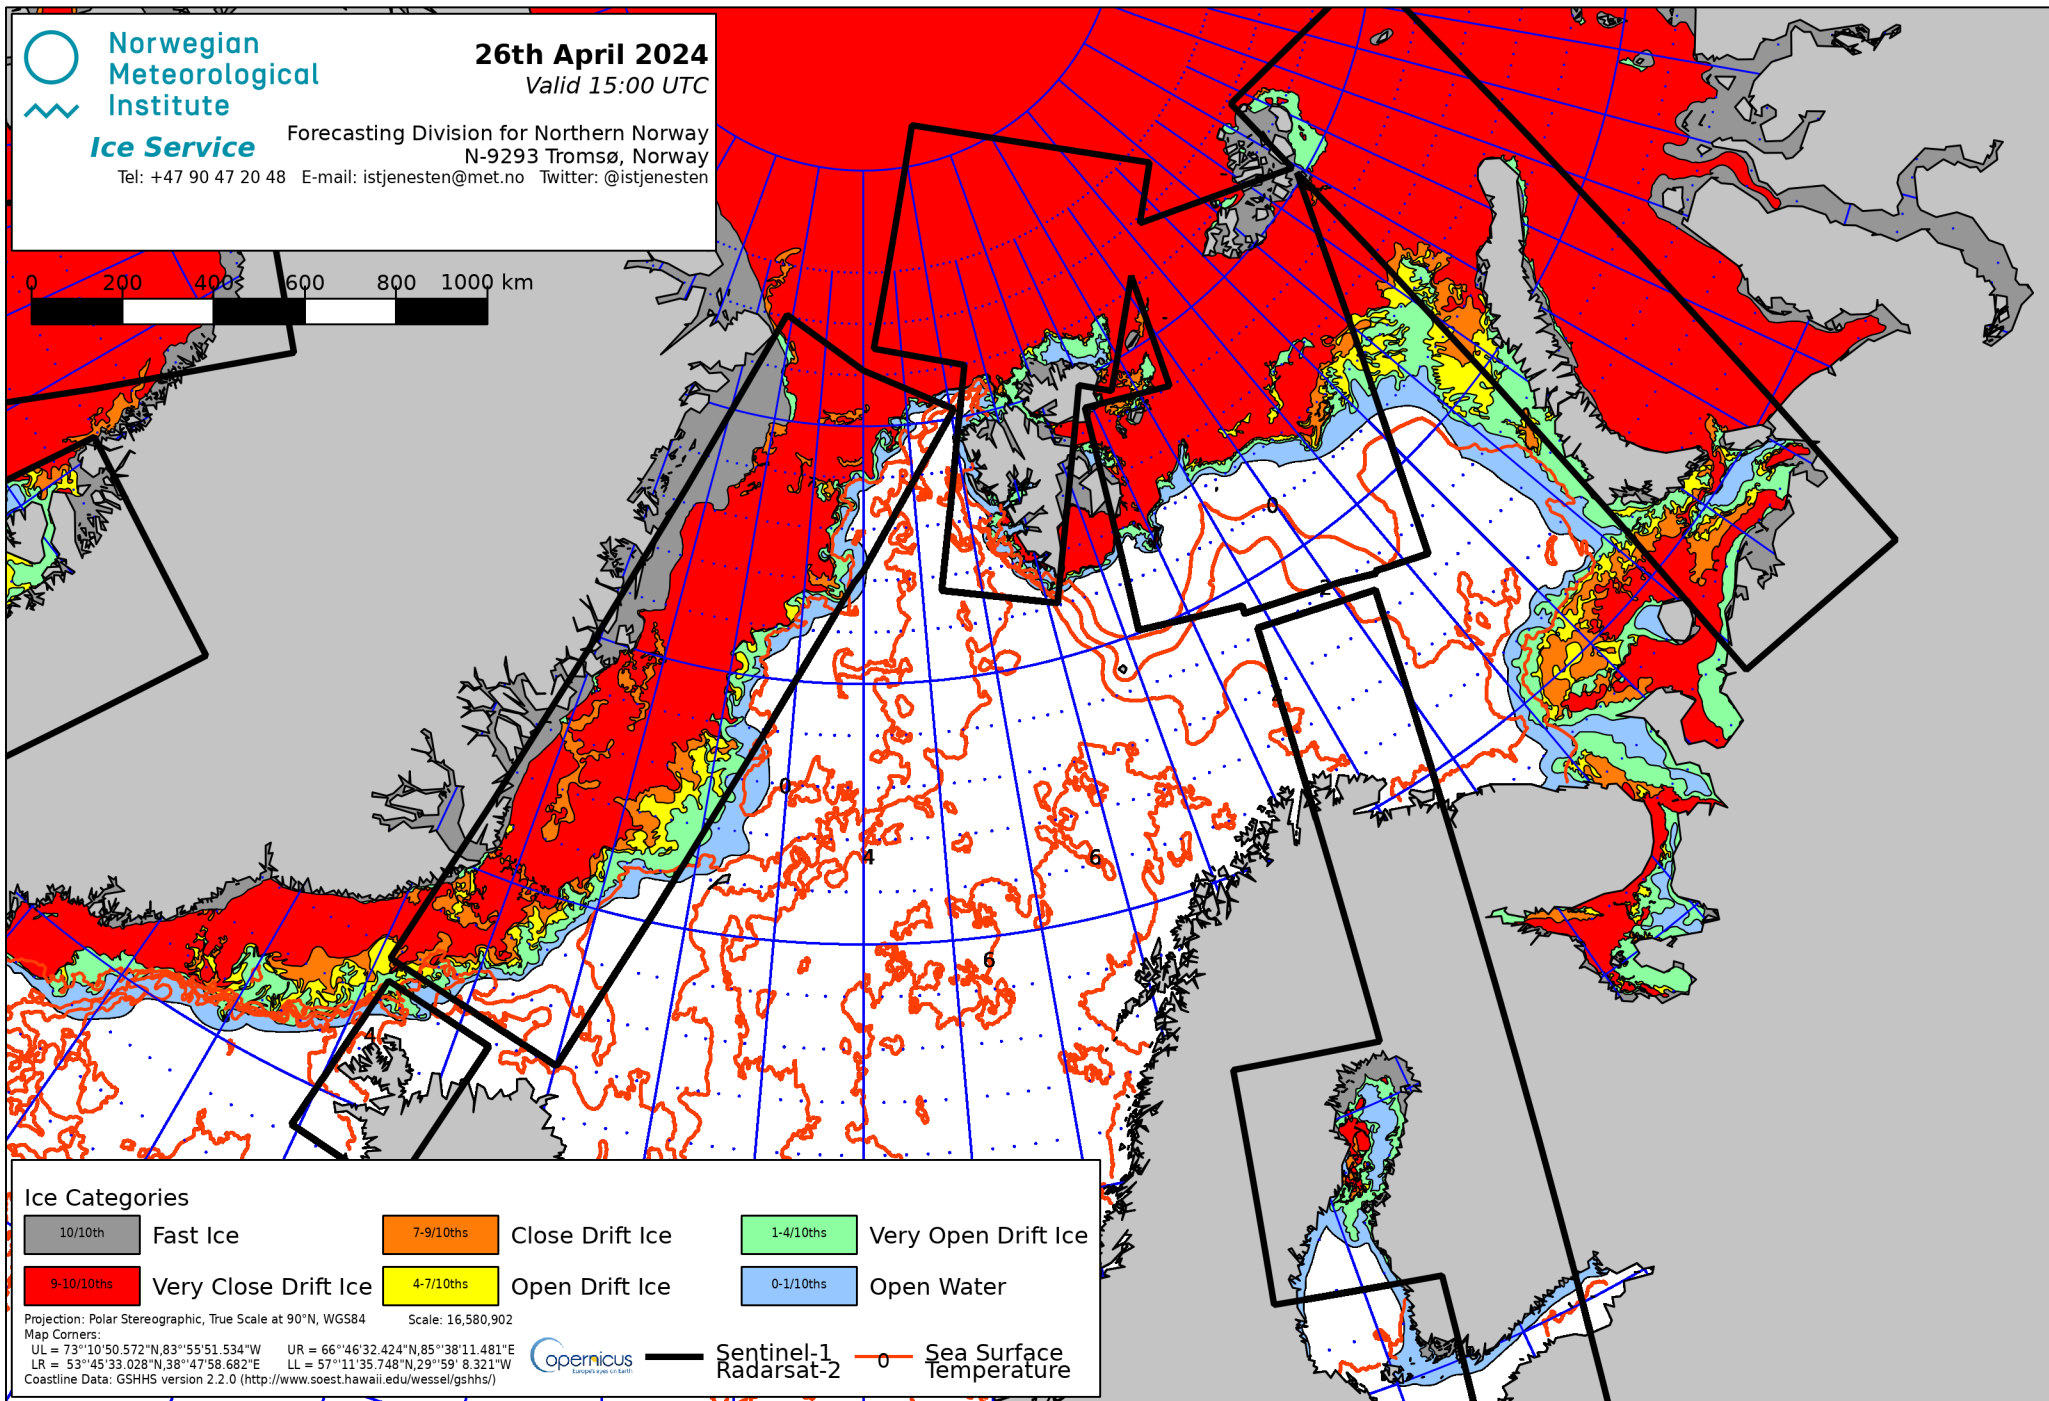 Norwegian
Meteorological
Institute
Ice Service
26th April 2024
Valid 15:00 UTC
Forecasting Division for Northern Norway
N-9293 Tromsø, Norway
Tel: +47 90 47 20 48 E-mail: istjenesten@met.no Twitter: @istjenesten
0 200 400 600 800 1000 km
0
2
0
4
6
6
4
Ice Categories
10/10th Fast Ice
7-9/10ths Close Drift Ice
1-4/10ths Very Open Drift Ice
9-10/10ths Very Close Drift Ice
4-7/10ths Open Drift Ice
0-1/10ths Open Water
Projection: Polar Stereographic, True Scale at 90°N, WGS84 Scale: 16,580,902
Map Corners:
UL = 73°10'50.572"N,83°55'51.534"W UR = 66°46'32.424"N,85°38'11.481"E
LR = 53°45'33.028"N,38°47'58.682"E LL = 57°11'35.748"N,29°59' 8.321"W
Coastline Data: GSHHS version 2.2.0 (http://www.soest.hawaii.edu/wessel/gshhs/)
opernicus
Europe's eyes on Earth
Sentinel-1
Radarsat-2
0
Sea Surface
Temperature